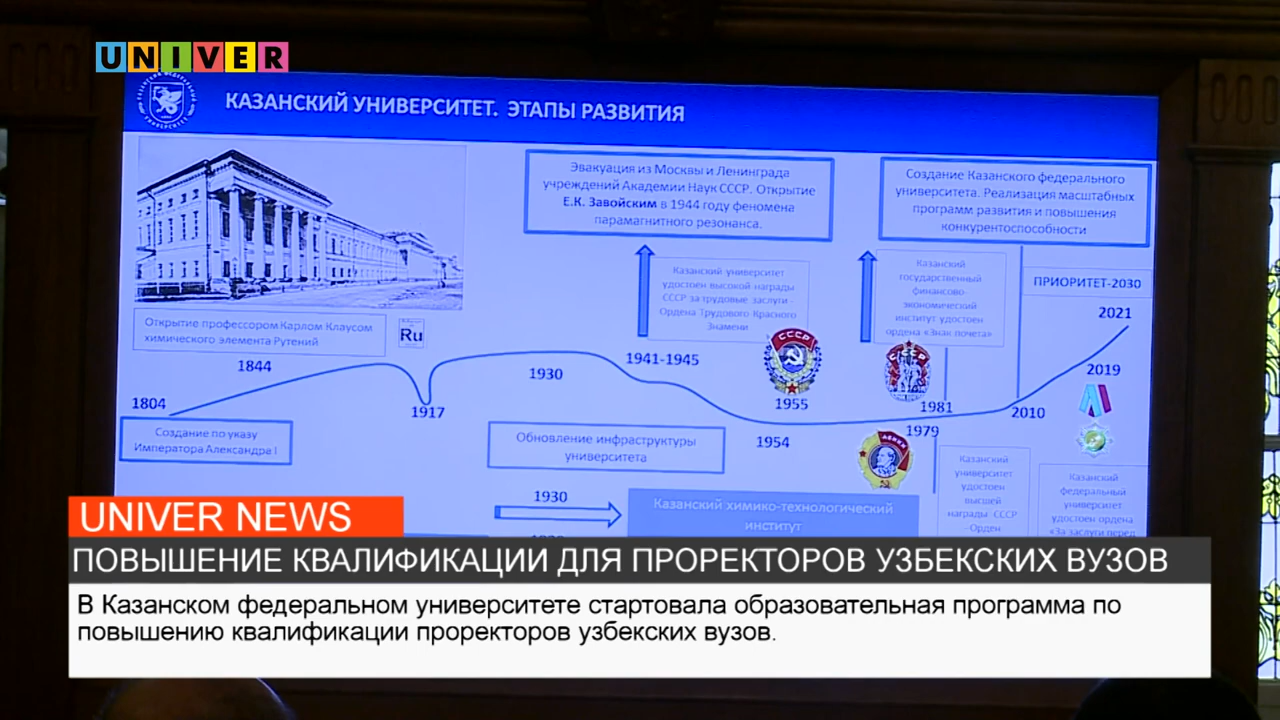 UNIVER
КАЗАНСКИЙ УНИВЕРСИТЕТ. ЭТАПЫ РАЗВИТИЯ
Эвакуация из Москвы и Ленинграда
учреждений Академии Наук СССР. Открытие
Е.К. Завойским в 1944 году феномена
парамагнитного резонанса.
Создание Казанского федерального
университета. Реализация масштабных
программ развития и повышения
конкурентоспособности
Казанский университет
удостоен высокой награды
СССР за трудовые заслуги -
Ордена Трудового Красного
Знамени
Казанский
государственный
финансово-
экономический
институт удостоен
ордена «Знак почета»
ПРИОРИТЕТ-2030
2021
Открытие профессором Карлом Клаусом
химического элемента Рутений
Ru
1844
1804
1917
1930
1941-1945
1955
1954
1981
1979
2010
2019
Создание по указу
Императора Александра I
Обновление инфраструктуры
университета
1930
Казанский химико-технологический
институт
Казанский
университет
удостоен
высшей
награды СССР
-Орден
Казанский
федеральный
университет
удостоен ордена
«За заслуги перед
UNIVER NEWS
ПОВЫШЕНИЕ КВАЛИФИКАЦИИ ДЛЯ ПРОРЕКТОРОВ УЗБЕКСКИХ ВУЗОВ
В Казанском федеральном университете стартовала образовательная программа по
повышению квалификации проректоров узбекских вузов.